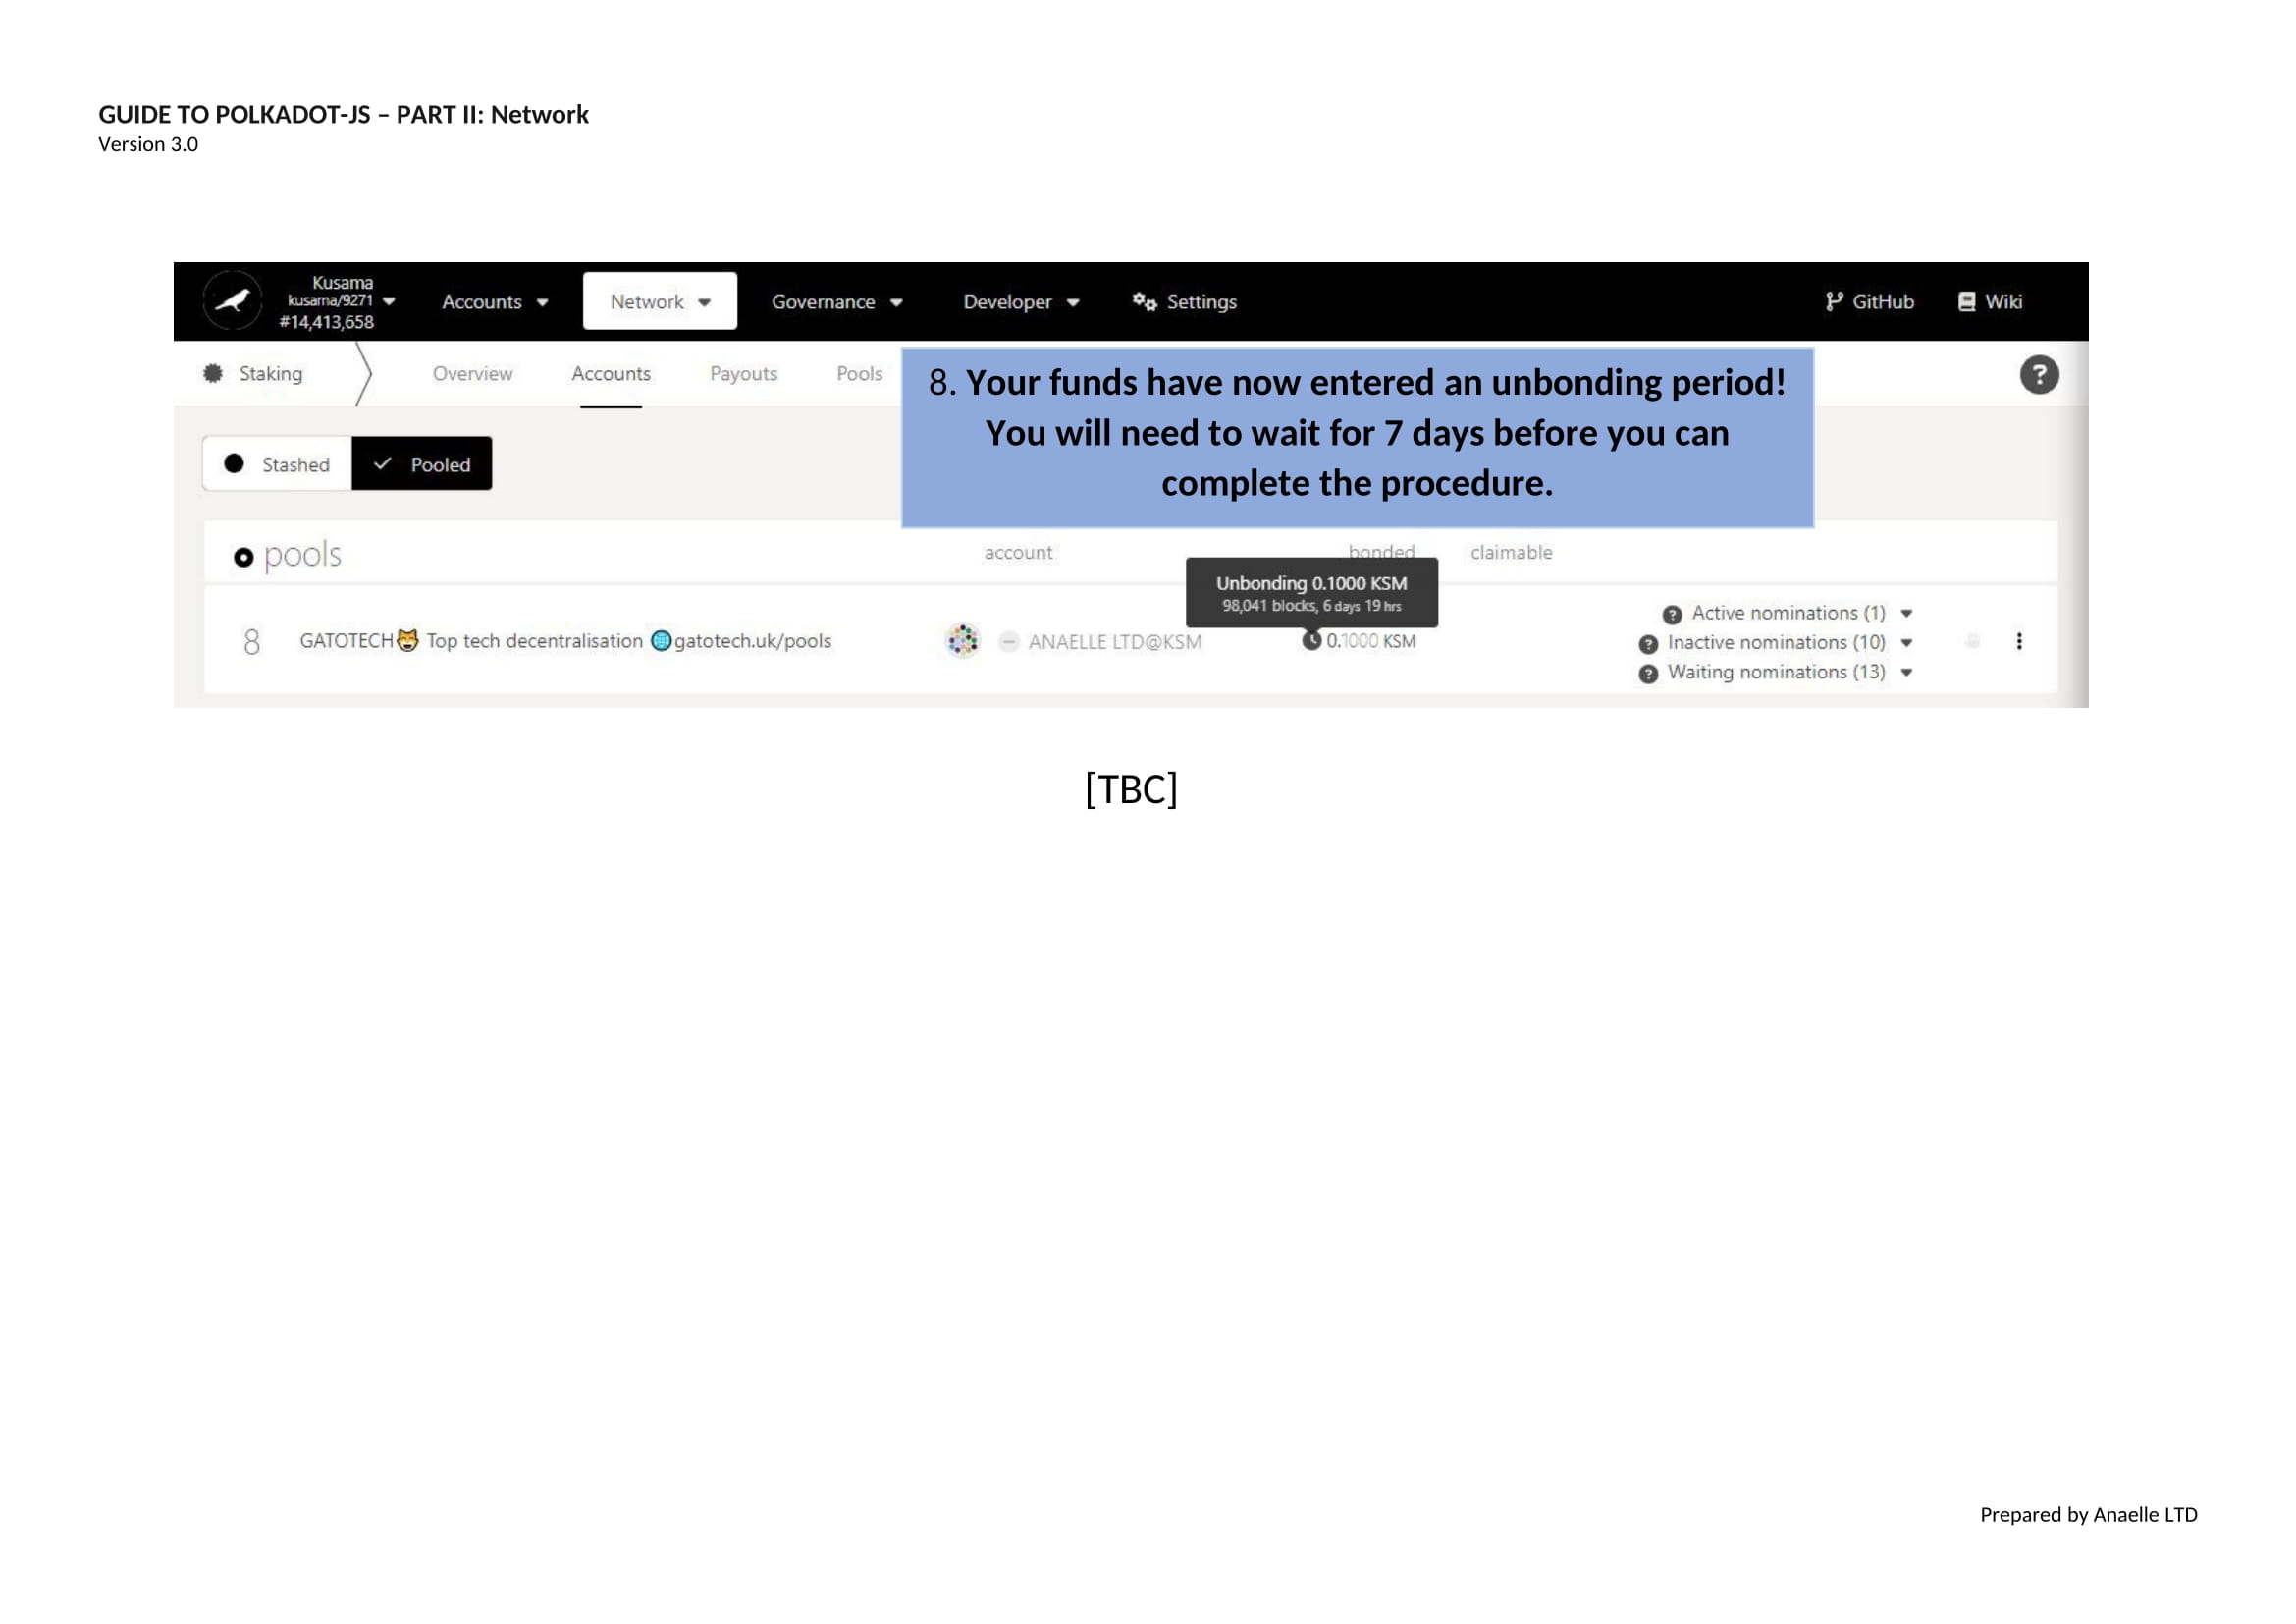 GUIDE TO POLKADOT-JS – PART II: Network
Version 3.0
Kusama
kusama/9271
#14,413,658
Accounts
Network
Governance
Developer
Settings
GitHub
Wiki
Staking
Overview
Accounts
Payouts
Pools
8. Your funds have now entered an unbonding period!
You will need to wait for 7 days before you can
complete the procedure.
?
Stashed
Pooled
pools
account
bonded
claimable
Unbonding 0.1000 KSM
98,041 blocks, 6 days 19 hrs
8
GATOTECH😸 Top tech decentralisation 🌐gatotech.uk/pools
ANAELLE LTD@KSM
0.1000 KSM
? Active nominations (1)
? Inactive nominations (10)
? Waiting nominations (13)
[TBC]
Prepared by Anaelle LTD